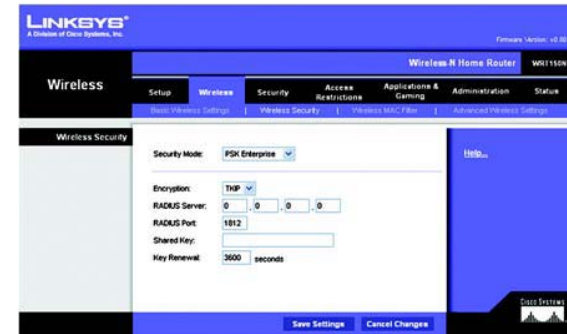 LINKSYS®
A Division of Cisco Systems, Inc.
Firmware Version: v0.00
Wireless-N Home Router WRT150N
Wireless
Setup Wireless Security Access Restrictions Applications & Gaming Administration Status
Basic Wireless Settings | Wireless Security | Wireless MAC Filter | Advanced Wireless Settings
Wireless Security
Security Mode: PSK Enterprise
Help...
Encryption: TKIP
RADIUS Server: 0 . 0 . 0 . 0
RADIUS Port: 1812
Shared Key:
Key Renewal: 3600 seconds
Save Settings Cancel Changes
CISCO SYSTEMS